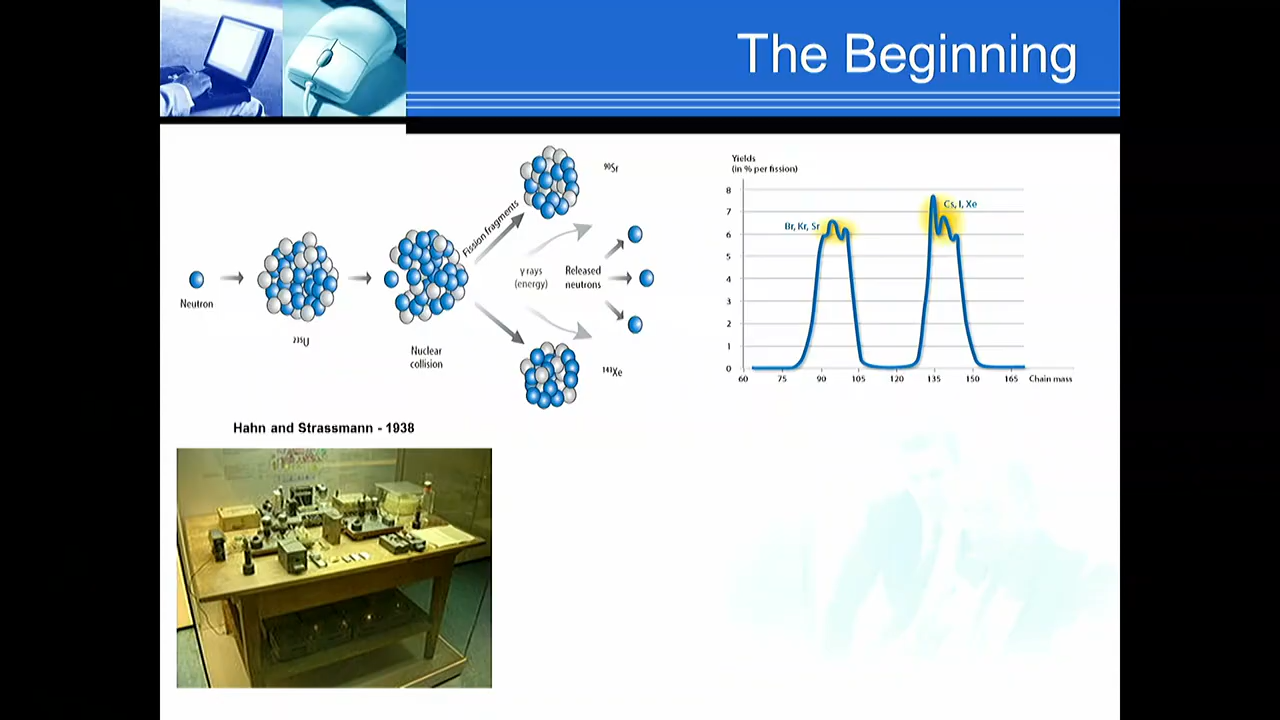 The Beginning
Neutron
²³⁵U
Nuclear
collision
Fission fragments
⁹⁰Sr
γ rays
(energy)
Released
neutrons
¹⁴³Xe
Yields
(in % per fission)
8
7
6
5
4
3
2
1
0
Br, Kr, Sr
Cs, I, Xe
60 75 90 105 120 135 150 165 Chain mass
Hahn and Strassmann - 1938